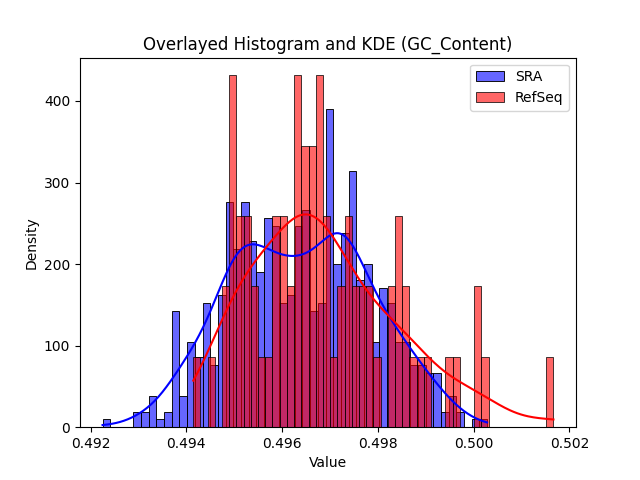 Overlayed Histogram and KDE (GC_Content)
SRA
RefSeq
Density
400
300
200
100
0
0.492 0.494 0.496 0.498 0.500 0.502
Value